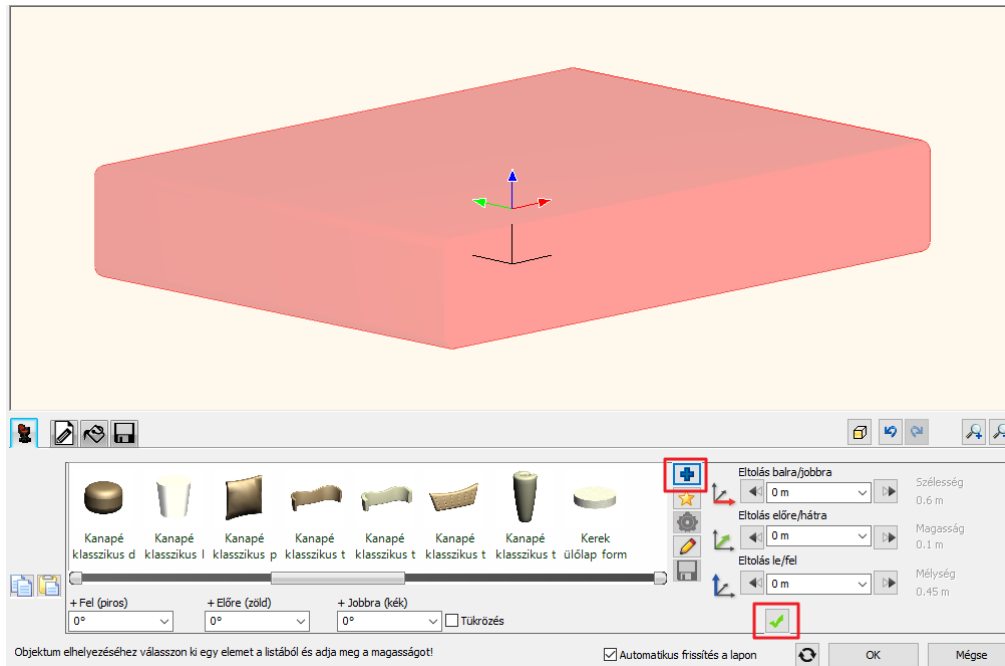 Eltolás balra/jobbra
0 m
Szélesség
0.6 m
Eltolás előre/hátra
0 m
Magasság
0.1 m
Eltolás le/fel
0 m
Mélység
0.45 m
Kanapé klasszikus d
Kanapé klasszikus l
Kanapé klasszikus p
Kanapé klasszikus t
Kanapé klasszikus t
Kanapé klasszikus t
Kanapé klasszikus t
Kerek ülőlap form
+ Fel (piros)
+ Előre (zöld)
+ Jobbra (kék)
0°
0°
0°
Tükrözés
Objektum elhelyezéséhez válasszon ki egy elemet a listából és adja meg a magasságot!
Automatikus frissítés a lapon
OK
Mégse